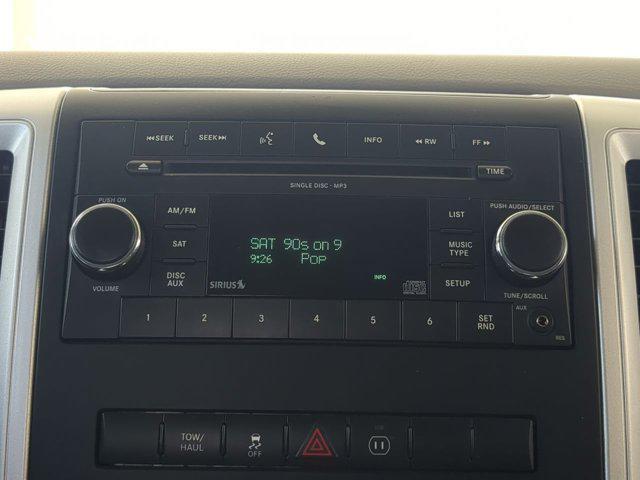 SEEK
SEEK
INFO
RW
FF
TIME
SINGLE DISC - MP3
PUSH ON
VOLUME
AM/FM
SAT
DISC
AUX
SAT 90s on 9
9:26 POP
INFO
SIRIUS
LIST
MUSIC
TYPE
SETUP
PUSH AUDIO/SELECT
TUNE/SCROLL
1
2
3
4
5
6
SET
RND
AUX
RES
TOW/
HAUL
OFF